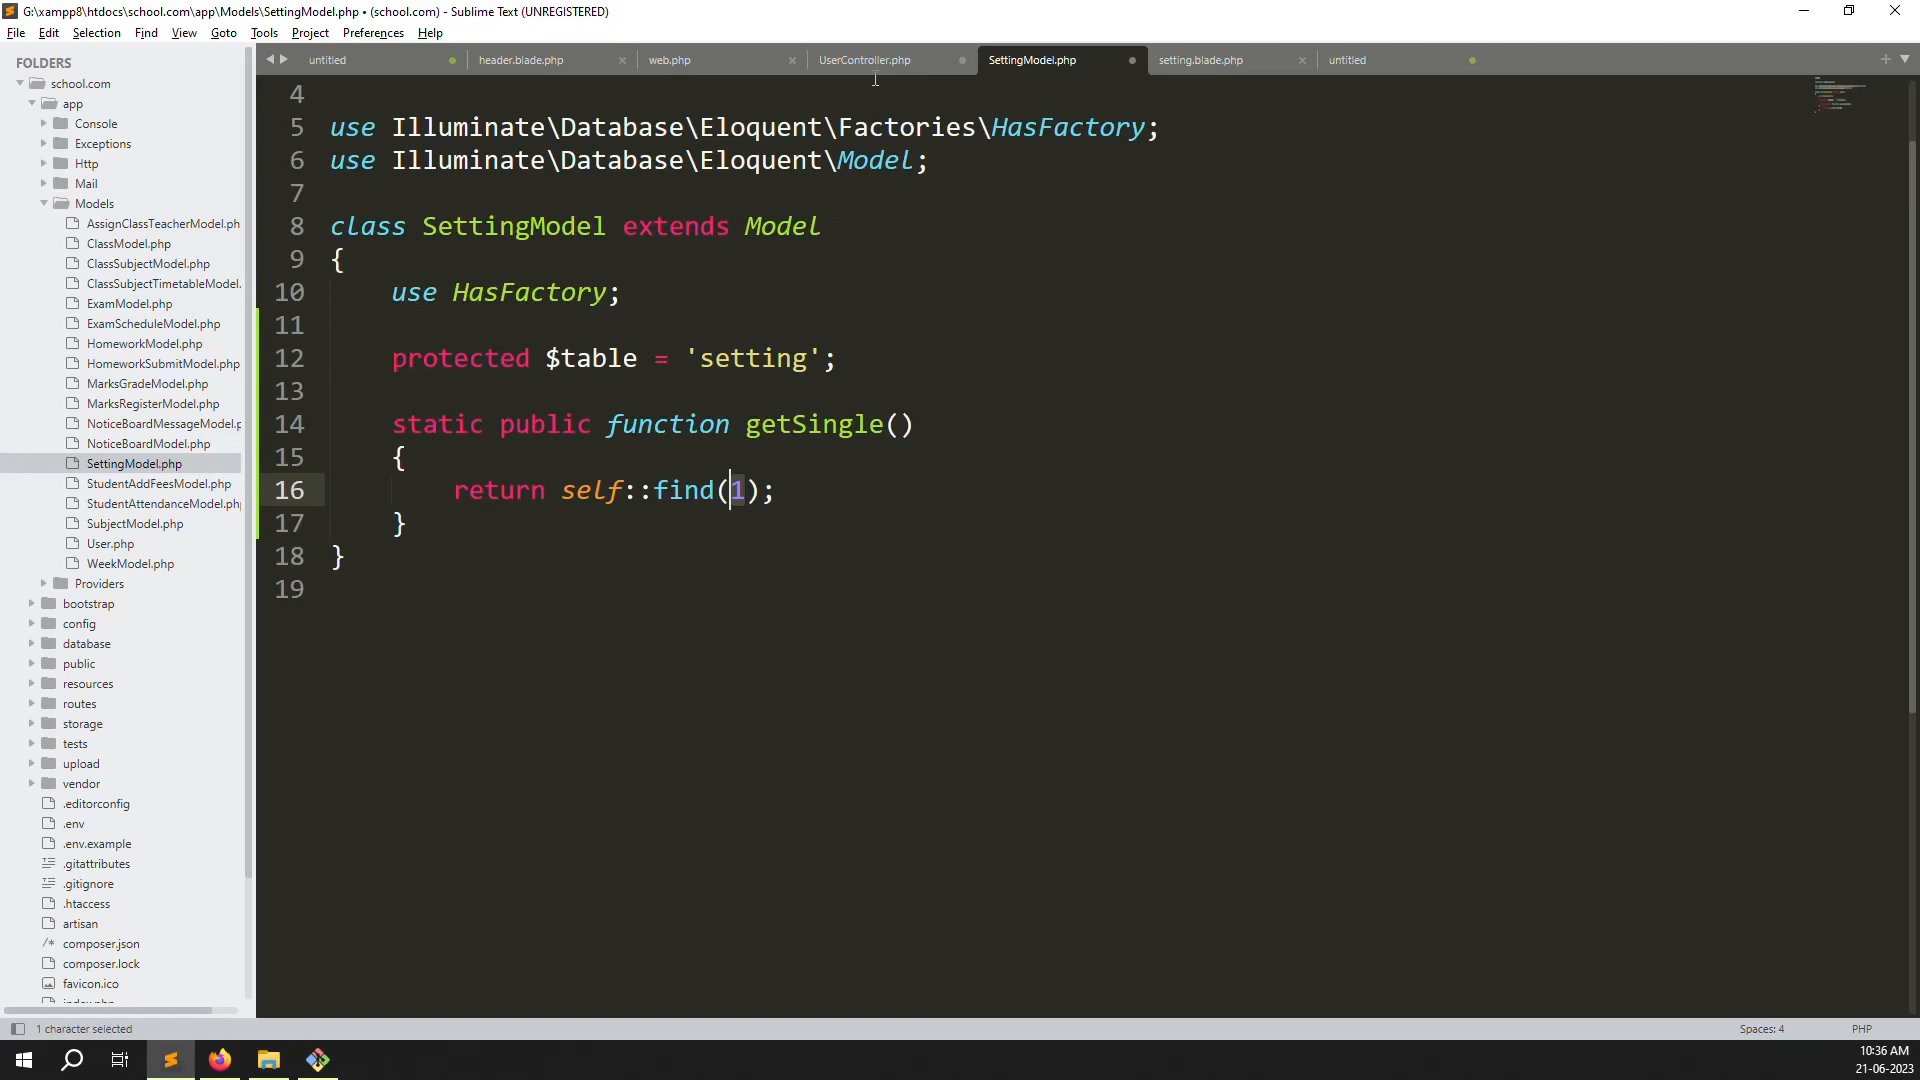 G:\xampp8\htdocs\school.com\app\Models\SettingModel.php • (school.com) - Sublime Text (UNREGISTERED)
File Edit Selection Find View Goto Tools Project Preferences Help
FOLDERS
school.com
app
Console
Exceptions
Http
Mail
Models
AssignClassTeacherModel.ph
ClassModel.php
ClassSubjectModel.php
ClassSubjectTimetableModel.
ExamModel.php
ExamScheduleModel.php
HomeworkModel.php
HomeworkSubmitModel.php
MarksGradeModel.php
MarksRegisterModel.php
NoticeBoardMessageModel.p
NoticeBoardModel.php
SettingModel.php
StudentAddFeesModel.php
StudentAttendanceModel.ph
SubjectModel.php
User.php
WeekModel.php
Providers
bootstrap
config
database
public
resources
routes
storage
tests
upload
vendor
.editorconfig
.env
.env.example
.gitattributes
.gitignore
.htaccess
artisan
composer.json
composer.lock
favicon.ico
index.php
untitled header.blade.php web.php UserController.php SettingModel.php setting.blade.php untitled
4
5 use Illuminate\Database\Eloquent\Factories\HasFactory;
6 use Illuminate\Database\Eloquent\Model;
7
8 class SettingModel extends Model
9 {
10 use HasFactory;
11
12 protected $table = 'setting';
13
14 static public function getSingle()
15 {
16 return self::find(1);
17 }
18 }
19
1 character selected
Spaces: 4 PHP
10:36 AM
21-06-2023